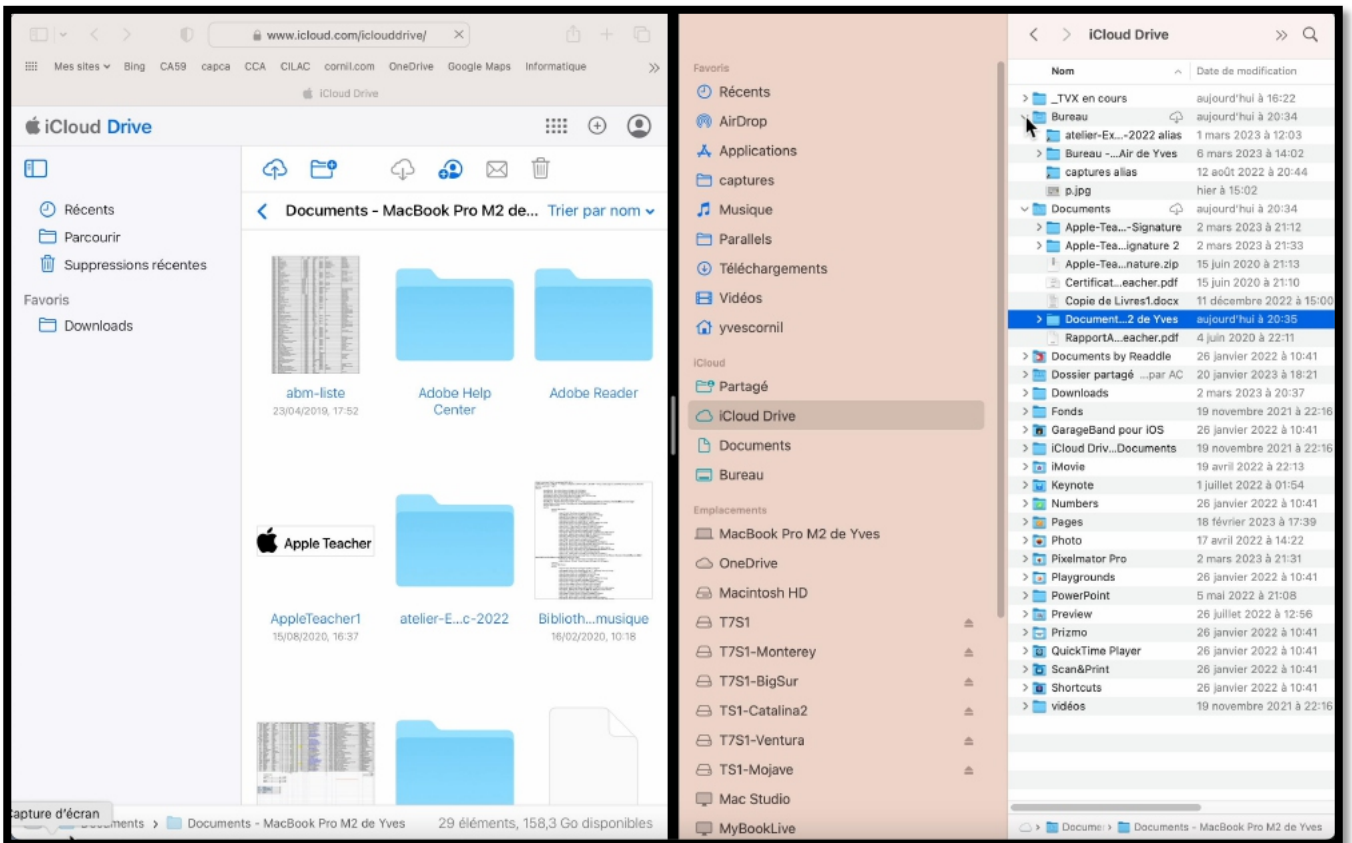 www.icloud.com/iclouddrive/
Mes sites Bing CA59 capca CCA CILAC cornil.com OneDrive Google Maps Informatique
iCloud Drive
iCloud Drive
Récents
Parcourir
Suppressions récentes
Favoris
Downloads
Documents - MacBook Pro M2 de... Trier par nom
abm-liste
23/04/2019, 17:52
Adobe Help
Center
Adobe Reader
Apple Teacher
AppleTeacher1
15/08/2020, 16:37
atelier-E...c-2022
Biblioth...musique
16/02/2020, 10:18
apture d'écran
Documents - MacBook Pro M2 de Yves
29 éléments, 158,3 Go disponibles
Favoris
Récents
AirDrop
Applications
captures
Musique
Parallels
Téléchargements
Vidéos
yvescornil
iCloud
Partagé
iCloud Drive
Documents
Bureau
Emplacements
MacBook Pro M2 de Yves
OneDrive
Macintosh HD
T7S1
T7S1-Monterey
T7S1-BigSur
TS1-Catalina2
T7S1-Ventura
TS1-Mojave
Mac Studio
MyBookLive
iCloud Drive
Nom Date de modification
_TVX en cours aujourd'hui à 16:22
Bureau aujourd'hui à 20:34
atelier-Ex...-2022 alias 1 mars 2023 à 12:03
Bureau -...Air de Yves 6 mars 2023 à 14:02
captures alias 12 août 2022 à 20:44
p.jpg hier à 15:02
Documents aujourd'hui à 20:34
Apple-Tea...-Signature 2 mars 2023 à 21:12
Apple-Tea...ignature 2 2 mars 2023 à 21:33
Apple-Tea...nature.zip 15 juin 2020 à 21:13
Certificat...eacher.pdf 15 juin 2020 à 21:10
Copie de Livres1.docx 11 décembre 2022 à 15:00
Document...2 de Yves aujourd'hui à 20:35
RapportA...eacher.pdf 4 juin 2020 à 22:11
Documents by Readdle 26 janvier 2022 à 10:41
Dossier partagé ...par AC 20 janvier 2023 à 18:21
Downloads 2 mars 2023 à 20:37
Fonds 19 novembre 2021 à 22:16
GarageBand pour iOS 26 janvier 2022 à 10:41
iCloud Driv...Documents 19 novembre 2021 à 22:16
iMovie 19 avril 2022 à 22:13
Keynote 1 juillet 2022 à 01:54
Numbers 26 janvier 2022 à 10:41
Pages 18 février 2023 à 17:39
Photo 17 avril 2022 à 14:22
Pixelmator Pro 2 mars 2023 à 21:31
Playgrounds 26 janvier 2022 à 10:41
PowerPoint 5 mai 2022 à 21:08
Preview 26 juillet 2022 à 12:56
Prizmo 26 janvier 2022 à 10:41
QuickTime Player 26 janvier 2022 à 10:41
Scan&Print 26 janvier 2022 à 10:41
Shortcuts 26 janvier 2022 à 10:41
vidéos 19 novembre 2021 à 22:16
Documents - MacBook Pro M2 de Yves